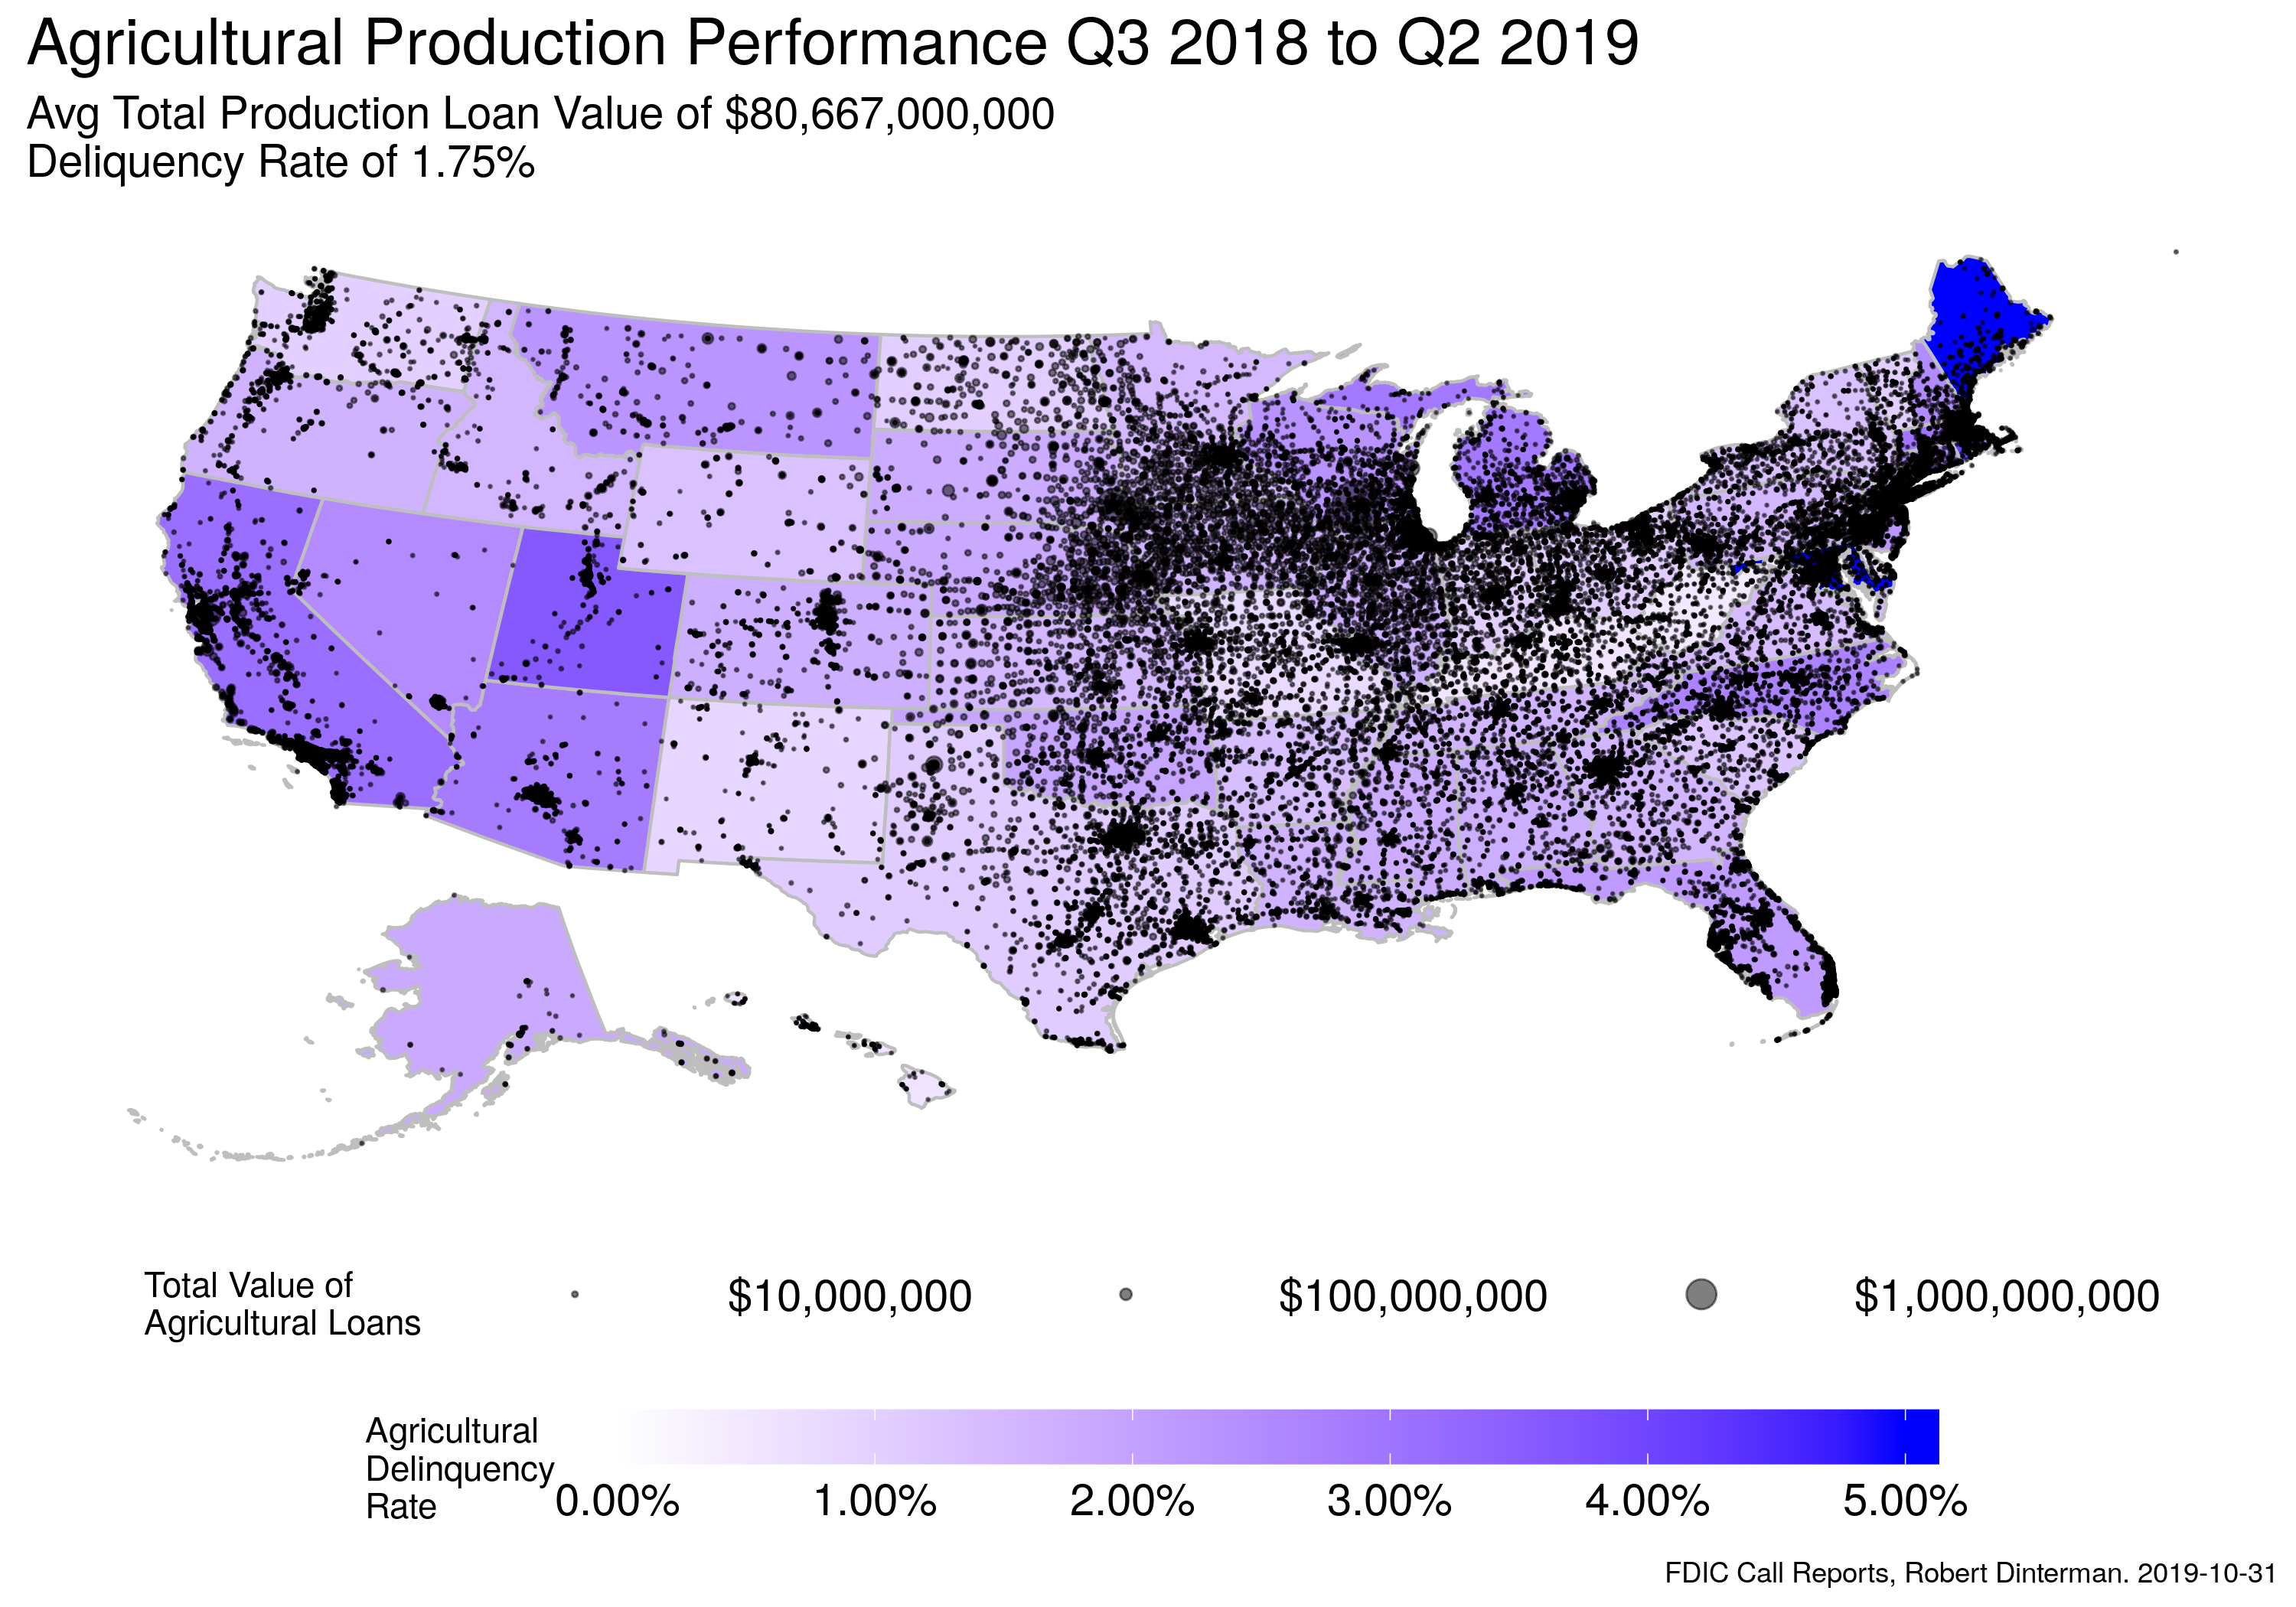 Agricultural Production Performance Q3 2018 to Q2 2019
Avg Total Production Loan Value of $80,667,000,000
Deliquency Rate of 1.75%
Total Value of
Agricultural Loans
$10,000,000
$100,000,000
$1,000,000,000
Agricultural
Delinquency
Rate
0.00%
1.00%
2.00%
3.00%
4.00%
5.00%
FDIC Call Reports, Robert Dinterman. 2019-10-31